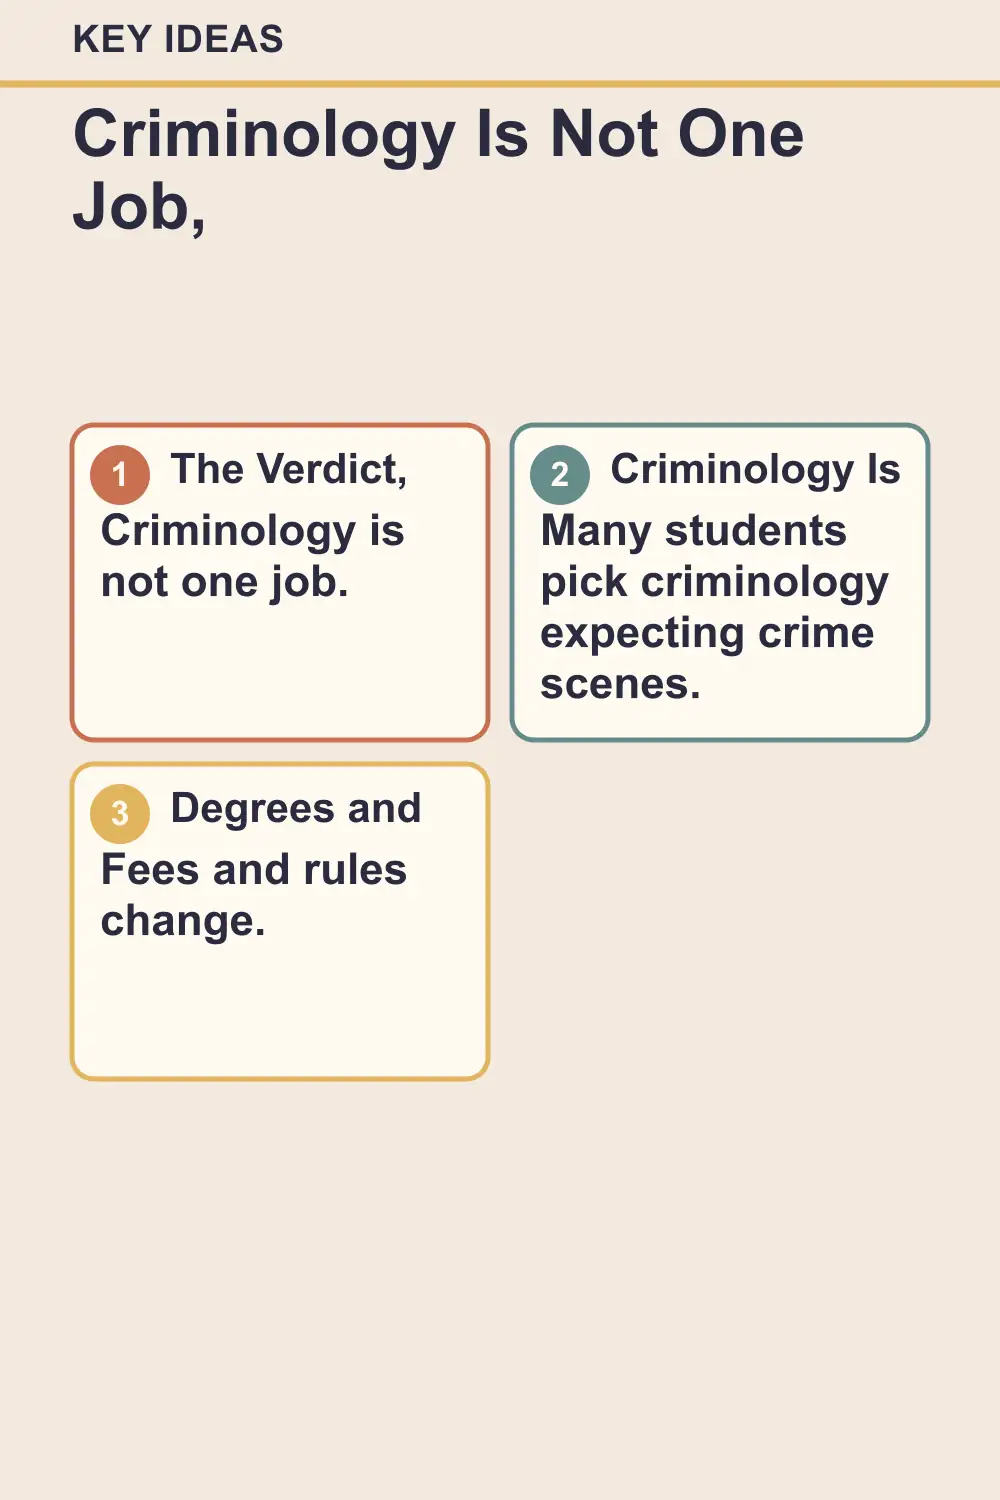 KEY IDEAS
Criminology Is Not One
Job,
1 The Verdict,
Criminology is
not one job.
2 Criminology Is
Many students
pick criminology
expecting crime
scenes.
3 Degrees and
Fees and rules
change.